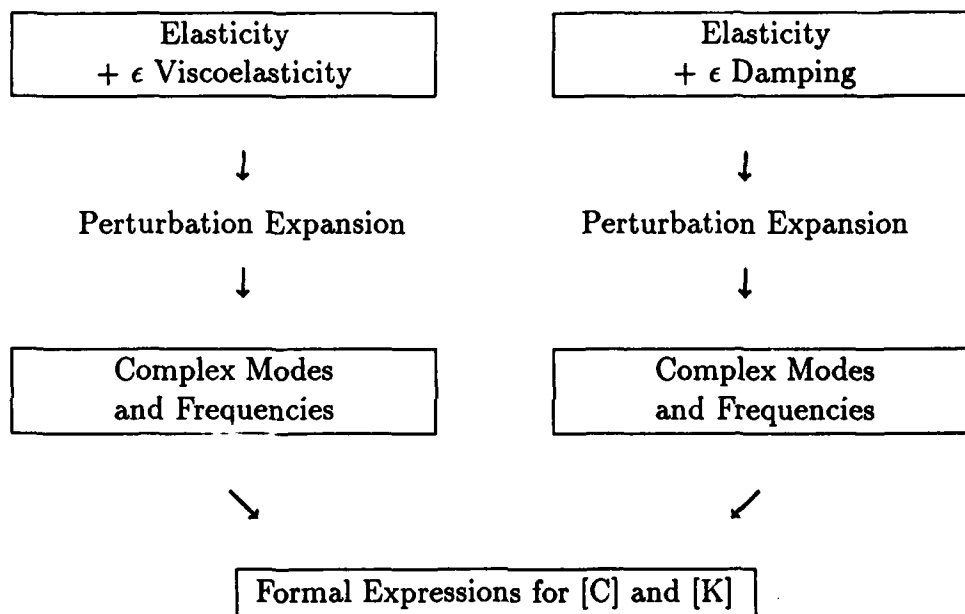 Elasticity
+ ϵ Viscoelasticity
Elasticity
+ ϵ Damping
Perturbation Expansion
Perturbation Expansion
Complex Modes
and Frequencies
Complex Modes
and Frequencies
Formal Expressions for [C] and [K]